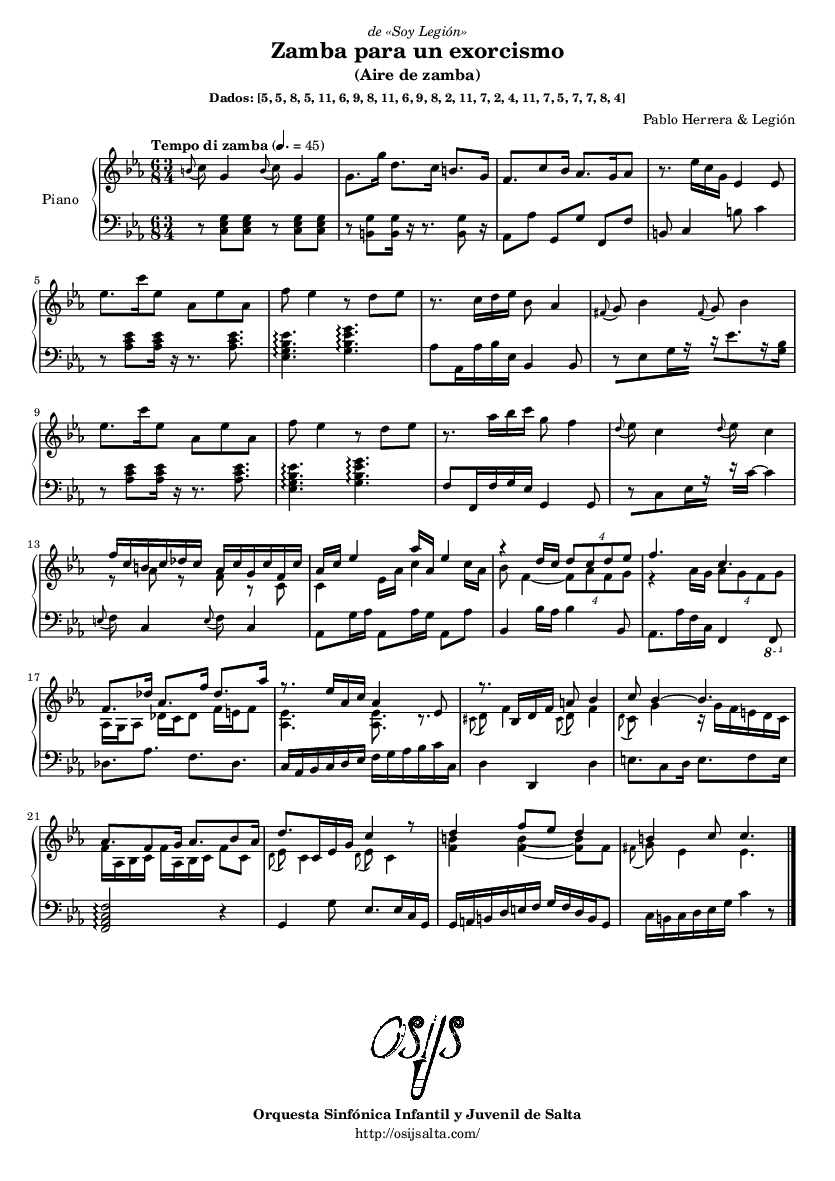 de «Soy Legión»
Zamba para un exorcismo
(Aire de zamba)
Dados: [5, 5, 8, 5, 11, 6, 9, 8, 11, 6, 9, 8, 2, 11, 7, 2, 4, 11, 7, 5, 7, 7, 8, 4]
Pablo Herrera & Legión
Tempo di zamba (♩. = 45)
Piano
6 3
8 4
6 3
8 4
5
9
13
4
4
8
17
21
OSIJS
Orquesta Sinfónica Infantil y Juvenil de Salta
http://osijsalta.com/